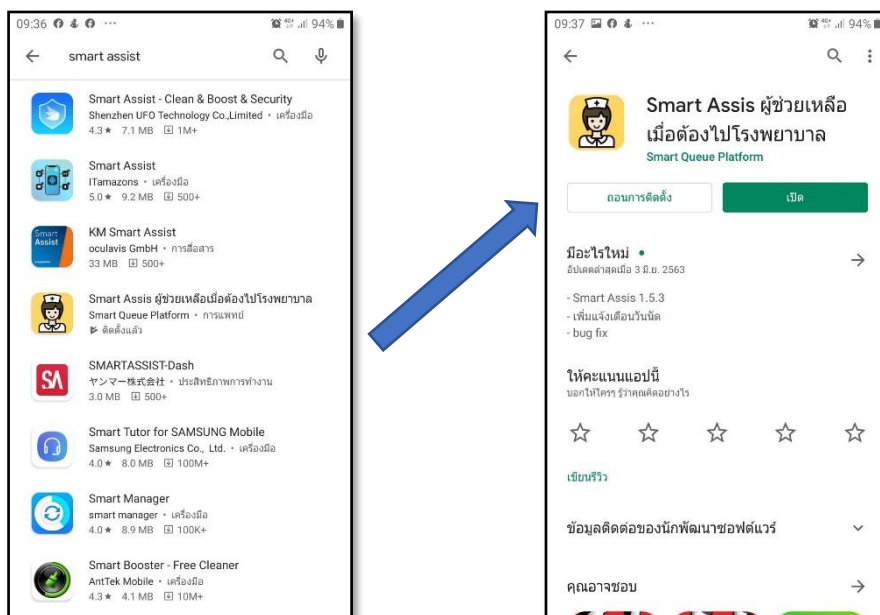 09:36
94%
smart assist
Smart Assist - Clean & Boost & Security
Shenzhen UFO Technology Co.,Limited • เครื่องมือ
4.3★ 7.1 MB 1M+
Smart Assist
ITamazons • เครื่องมือ
5.0★ 9.2 MB 500+
Smart
Assist
KM Smart Assist
oculavis GmbH • การสื่อสาร
33 MB 500+
Smart Assis ผู้ช่วยเหลือเมื่อต้องไปโรงพยาบาล
Smart Queue Platform • การแพทย์
ติดตั้งแล้ว
SA
SMARTASSIST-Dash
ヤンマー株式会社 • ประสิทธิภาพการทำงาน
3.0 MB 500+
Smart Tutor for SAMSUNG Mobile
Samsung Electronics Co., Ltd. • เครื่องมือ
4.0★ 8.0 MB 100M+
Smart Manager
smart manager • เครื่องมือ
4.0★ 8.9 MB 100K+
Smart Booster - Free Cleaner
AntTek Mobile • เครื่องมือ
4.3★ 4.1 MB 10M+
09:37
94%
Smart Assis ผู้ช่วยเหลือ
เมื่อต้องไปโรงพยาบาล
Smart Queue Platform
ถอนการติดตั้ง
เปิด
มีอะไรใหม่ •
อัปเดตล่าสุดเมื่อ 3 มิ.ย. 2563
- Smart Assis 1.5.3
- เพิ่มแจ้งเตือนวันนัด
- bug fix
ให้คะแนนแอปนี้
บอกให้ใครๆ รู้ว่าคุณคิดอย่างไร
เขียนรีวิว
ข้อมูลติดต่อของนักพัฒนาซอฟต์แวร์
คุณอาจชอบ